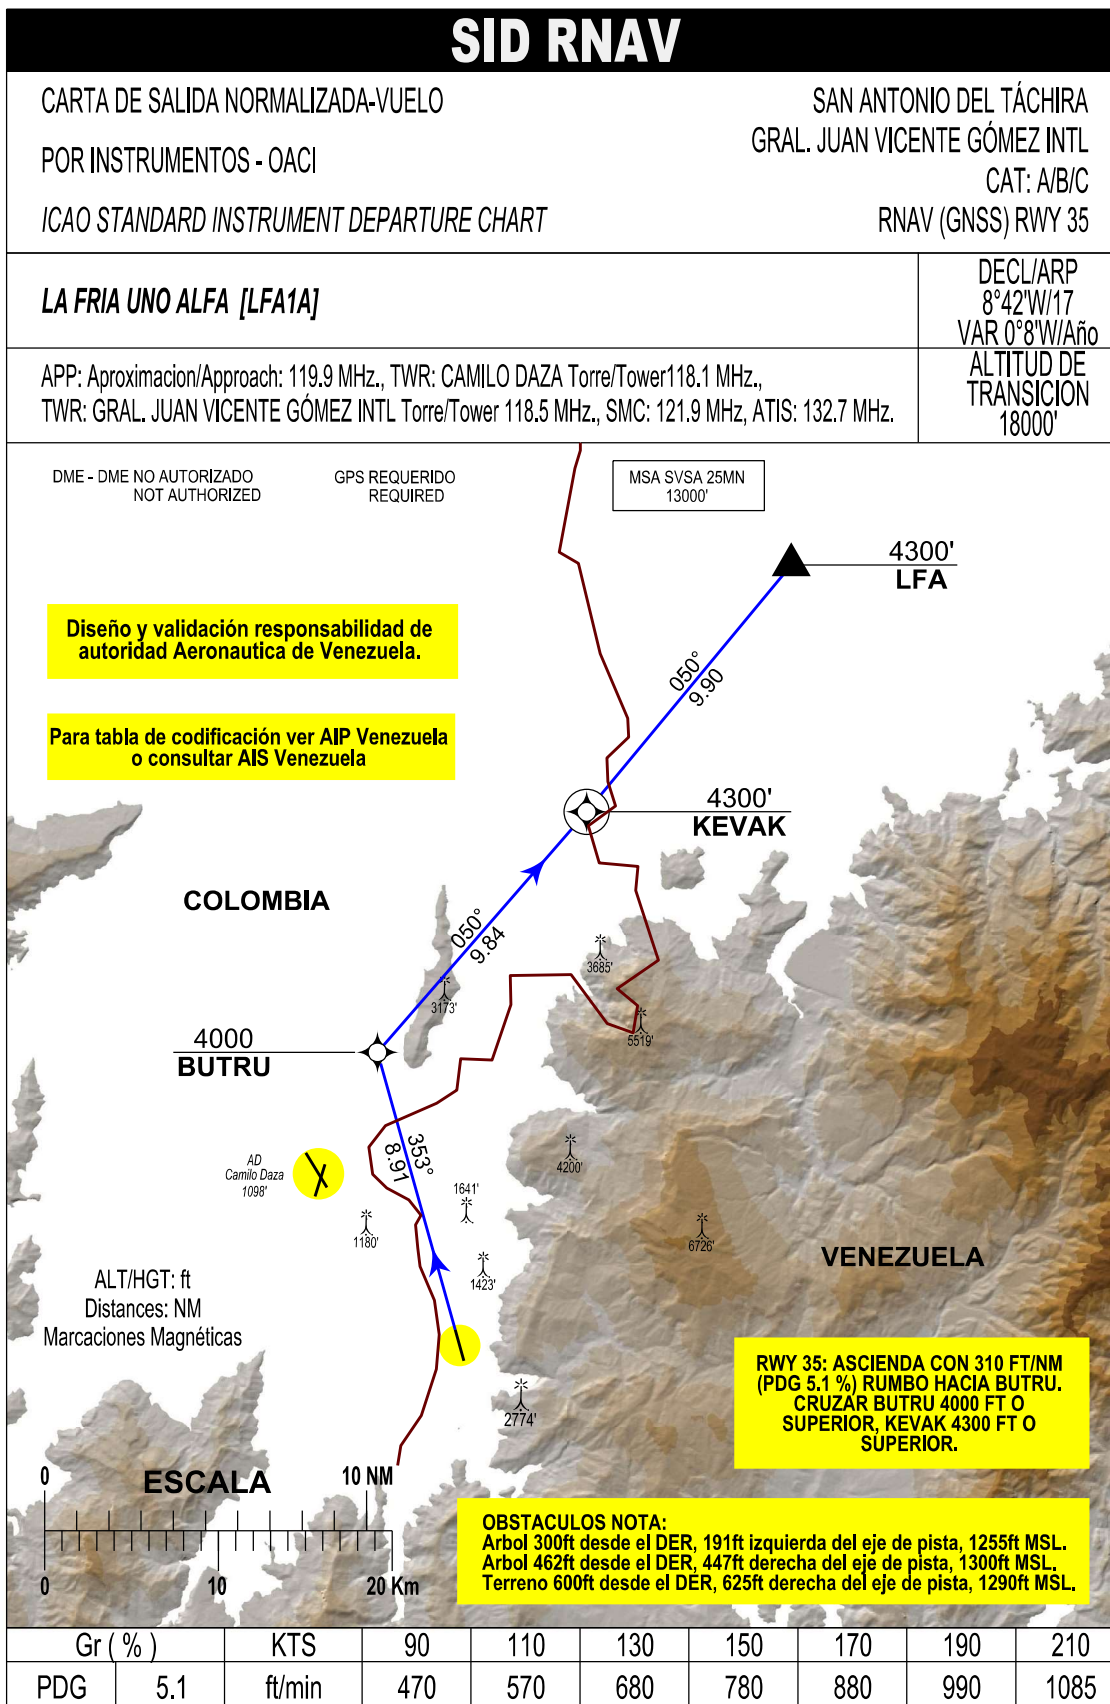 SID RNAV
CARTA DE SALIDA NORMALIZADA-VUELO
POR INSTRUMENTOS - OACI
ICAO STANDARD INSTRUMENT DEPARTURE CHART
SAN ANTONIO DEL TÁCHIRA
GRAL. JUAN VICENTE GÓMEZ INTL
CAT: A/B/C
RNAV (GNSS) RWY 35
LA FRIA UNO ALFA [LFA1A]
DECL/ARP
8°42'W/17
VAR 0°8'W/Año
APP: Aproximacion/Approach: 119.9 MHz., TWR: CAMILO DAZA Torre/Tower118.1 MHz.,
TWR: GRAL. JUAN VICENTE GÓMEZ INTL Torre/Tower 118.5 MHz., SMC: 121.9 MHz, ATIS: 132.7 MHz.
ALTITUD DE
TRANSICION
18000'
DME - DME NO AUTORIZADO
NOT AUTHORIZED
GPS REQUERIDO
REQUIRED
MSA SVSA 25MN
13000'
4300'
LFA
Diseño y validación responsabilidad de
autoridad Aeronautica de Venezuela.
050°
9.90
Para tabla de codificación ver AIP Venezuela
o consultar AIS Venezuela
4300'
KEVAK
COLOMBIA
050°
9.84
3685'
3173'
5519'
4000
BUTRU
353°
8.91
AD
Camilo Daza
1098'
4200'
1641'
1180'
6726'
1423'
VENEZUELA
ALT/HGT: ft
Distances: NM
Marcaciones Magnéticas
2774'
RWY 35: ASCIENDA CON 310 FT/NM
(PDG 5.1 %) RUMBO HACIA BUTRU.
CRUZAR BUTRU 4000 FT O
SUPERIOR, KEVAK 4300 FT O
SUPERIOR.
0 10 NM
ESCALA
0 10 20 Km
OBSTACULOS NOTA:
Arbol 300ft desde el DER, 191ft izquierda del eje de pista, 1255ft MSL.
Arbol 462ft desde el DER, 447ft derecha del eje de pista, 1300ft MSL.
Terreno 600ft desde el DER, 625ft derecha del eje de pista, 1290ft MSL.
Gr ( % ) KTS 90 110 130 150 170 190 210
PDG 5.1 ft/min 470 570 680 780 880 990 1085